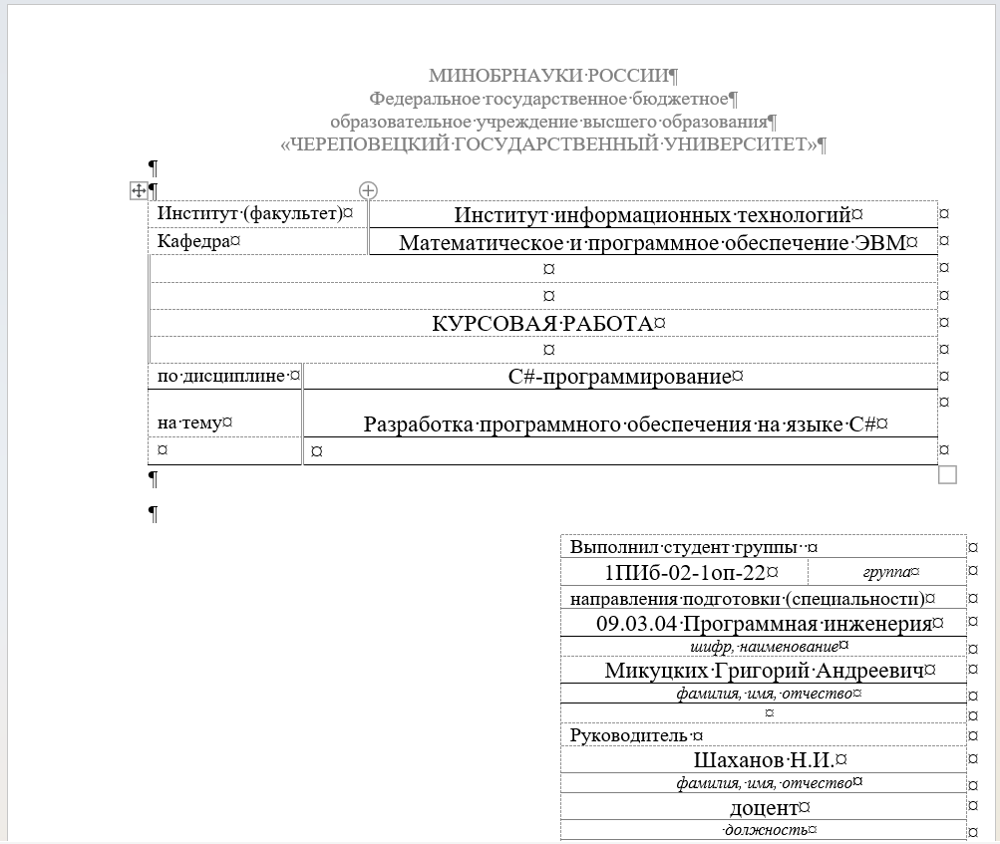 МИНОБРНАУКИ РОССИИ
Федеральное государственное бюджетное
образовательное учреждение высшего образования
«ЧЕРЕПОВЕЦКИЙ ГОСУДАРСТВЕННЫЙ УНИВЕРСИТЕТ»
Институт (факультет) Институт информационных технологий
Кафедра Математическое и программное обеспечение ЭВМ
КУРСОВАЯ РАБОТА
по дисциплине C#-программирование
на тему Разработка программного обеспечения на языке C#
Выполнил студент группы
1ПИб-02-1оп-22 группа
направления подготовки (специальности)
09.03.04 Программная инженерия
шифр, наименование
Микуцких Григорий Андреевич
фамилия, имя, отчество
Руководитель
Шаханов Н.И.
фамилия, имя, отчество
доцент
должность